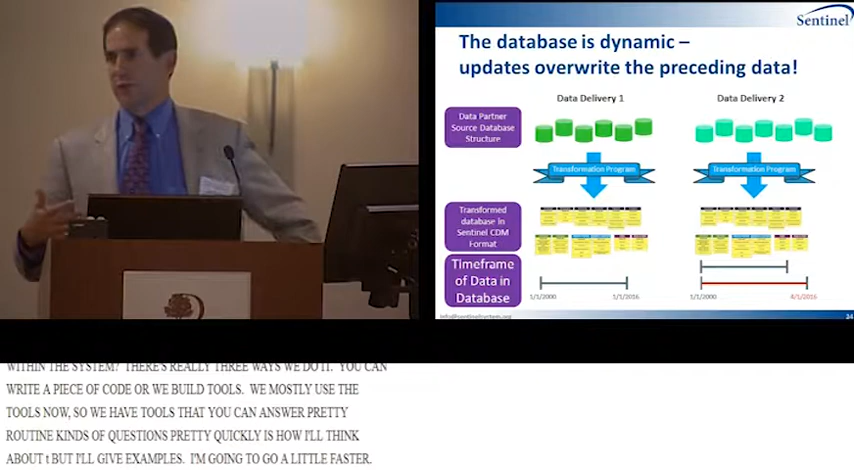 Sentinel
The database is dynamic –
updates overwrite the preceding data!
Data Delivery 1
Data Delivery 2
Data Partner
Source Database
Structure
Transformation Program
Transformation Program
Transformed
database in
Sentinel CDM
Format
Timeframe
of Data in
Database
1/1/2000
1/1/2016
1/1/2000
4/1/2016
info@sentinelsystem.org
24
WITHIN THE SYSTEM? THERE'S REALLY THREE WAYS WE DO IT. YOU CAN
WRITE A PIECE OF CODE OR WE BUILD TOOLS. WE MOSTLY USE THE
TOOLS NOW, SO WE HAVE TOOLS THAT YOU CAN ANSWER PRETTY
ROUTINE KINDS OF QUESTIONS PRETTY QUICKLY IS HOW I'LL THINK
ABOUT t BUT I'LL GIVE EXAMPLES. I'M GOING TO GO A LITTLE FASTER.